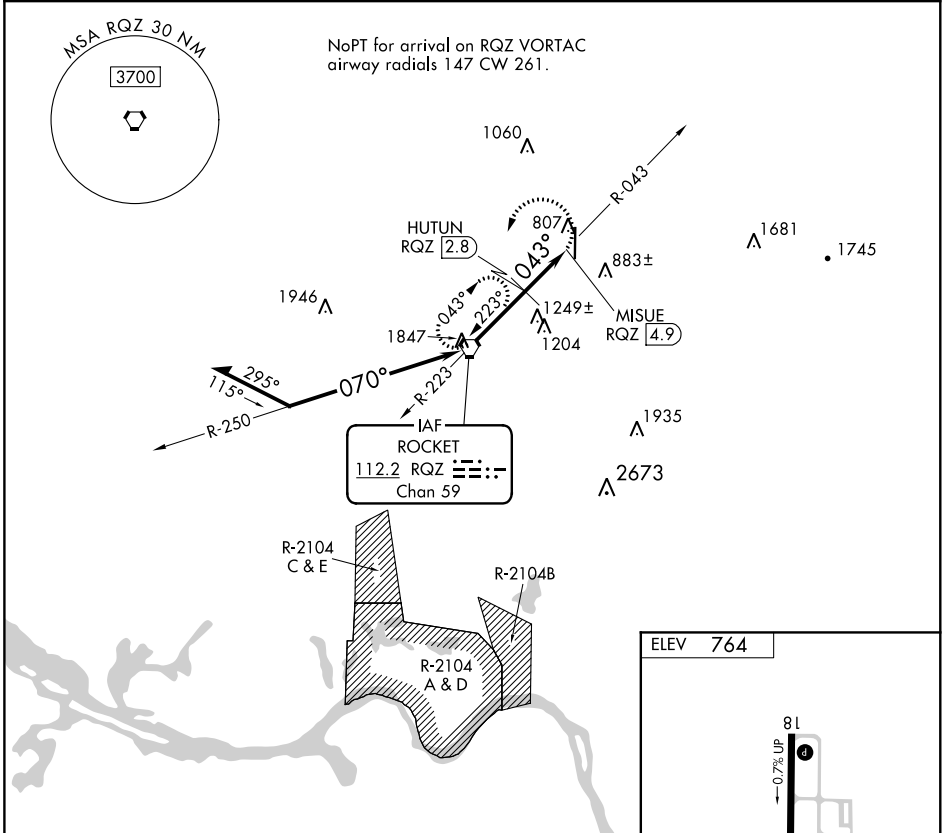 MSA RQZ 30 NM
3700
NoPT for arrival on RQZ VORTAC
airway radials 147 CW 261.
1060
R-043
HUTUN
RQZ 2.8
807
043°
1681
1745
883±
1946
043°
223°
1249±
MISUE
RQZ 4.9
1847
1204
295°
115°
070°
R-223
R-250
IAF
ROCKET
112.2 RQZ
Chan 59
1935
2673
R-2104
C & E
R-2104B
R-2104
A & D
ELEV 764
18
0.7% UP
P